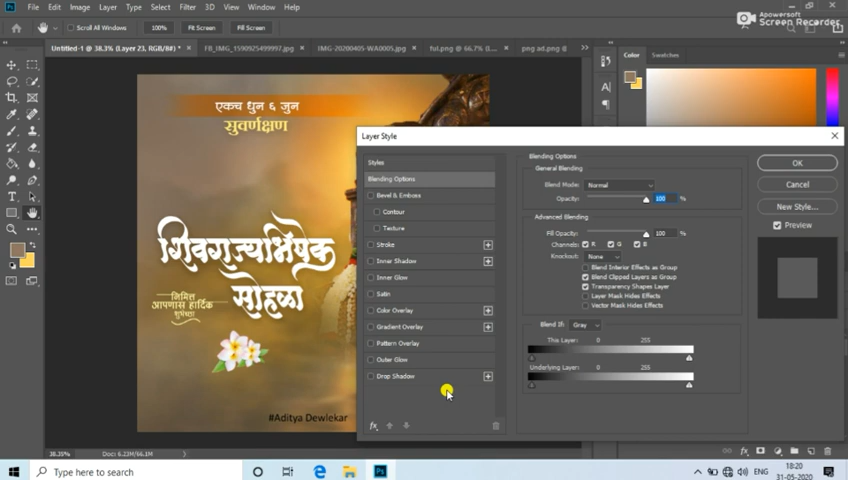 Ps File Edit Image Layer Type Select Filter 3D View Window Help
Apowersoft
Screen Recorder
Scroll All Windows 100% Fit Screen Fill Screen
Untitled-1 @ 38.3% (Layer 23, RGB/8#) * × FB_IMG_1590925499997.jpg × IMG-20200405-WA0005.jpg × ful.png @ 66.7% (L... × png ad.png @
Color Swatches
एकच धुन ६ जुन
सुवर्णक्षण
शिवराज्याभिषेक
सोहळा
निमित्त
आपणास हार्दिक
शुभेच्छा
#Aditya Dewlekar
Layer Style
Styles
Blending Options
Bevel & Emboss
Contour
Texture
Stroke
Inner Shadow
Inner Glow
Satin
Color Overlay
Gradient Overlay
Pattern Overlay
Outer Glow
Drop Shadow
fx
Blending Options
General Blending
Blend Mode: Normal
Opacity: 100 %
Advanced Blending
Fill Opacity: 100 %
Channels: R G B
Knockout: None
Blend Interior Effects as Group
Blend Clipped Layers as Group
Transparency Shapes Layer
Layer Mask Hides Effects
Vector Mask Hides Effects
Blend If: Gray
This Layer: 0 255
Underlying Layer: 0 255
OK
Cancel
New Style...
Preview
38.35% Doc: 6.23M/66.1M
Type here to search
ENG
18:20
31-05-2020